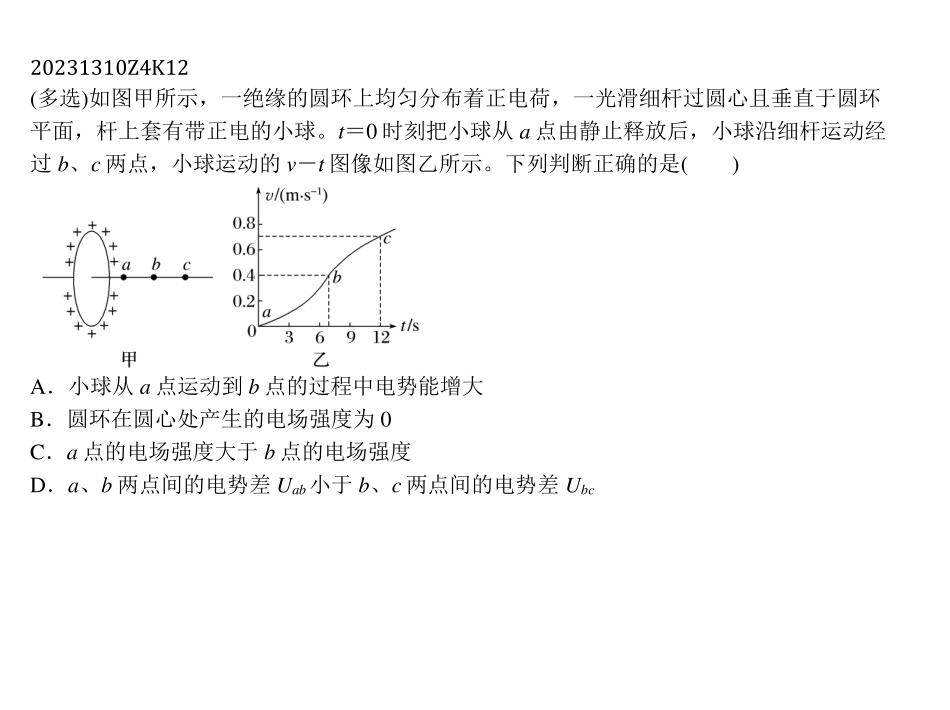 20231310Z4K12
(多选)如图甲所示，一绝缘的圆环上均匀分布着正电荷，一光滑细杆过圆心且垂直于圆环
平面，杆上套有带正电的小球。t＝0 时刻把小球从 a 点由静止释放后，小球沿细杆运动经
过 b、c 两点，小球运动的 v－t 图像如图乙所示。下列判断正确的是(　　)
v/(m·s⁻¹)
0.8
0.6
0.4
0.2
0
a
b
c
3 6 9 12
t/s
乙
+ + + + + + + + + + + + + + + +
a b c
甲
A．小球从 a 点运动到 b 点的过程中电势能增大
B．圆环在圆心处产生的电场强度为 0
C．a 点的电场强度大于 b 点的电场强度
D．a、b 两点间的电势差 Uab 小于 b、c 两点间的电势差 Ubc